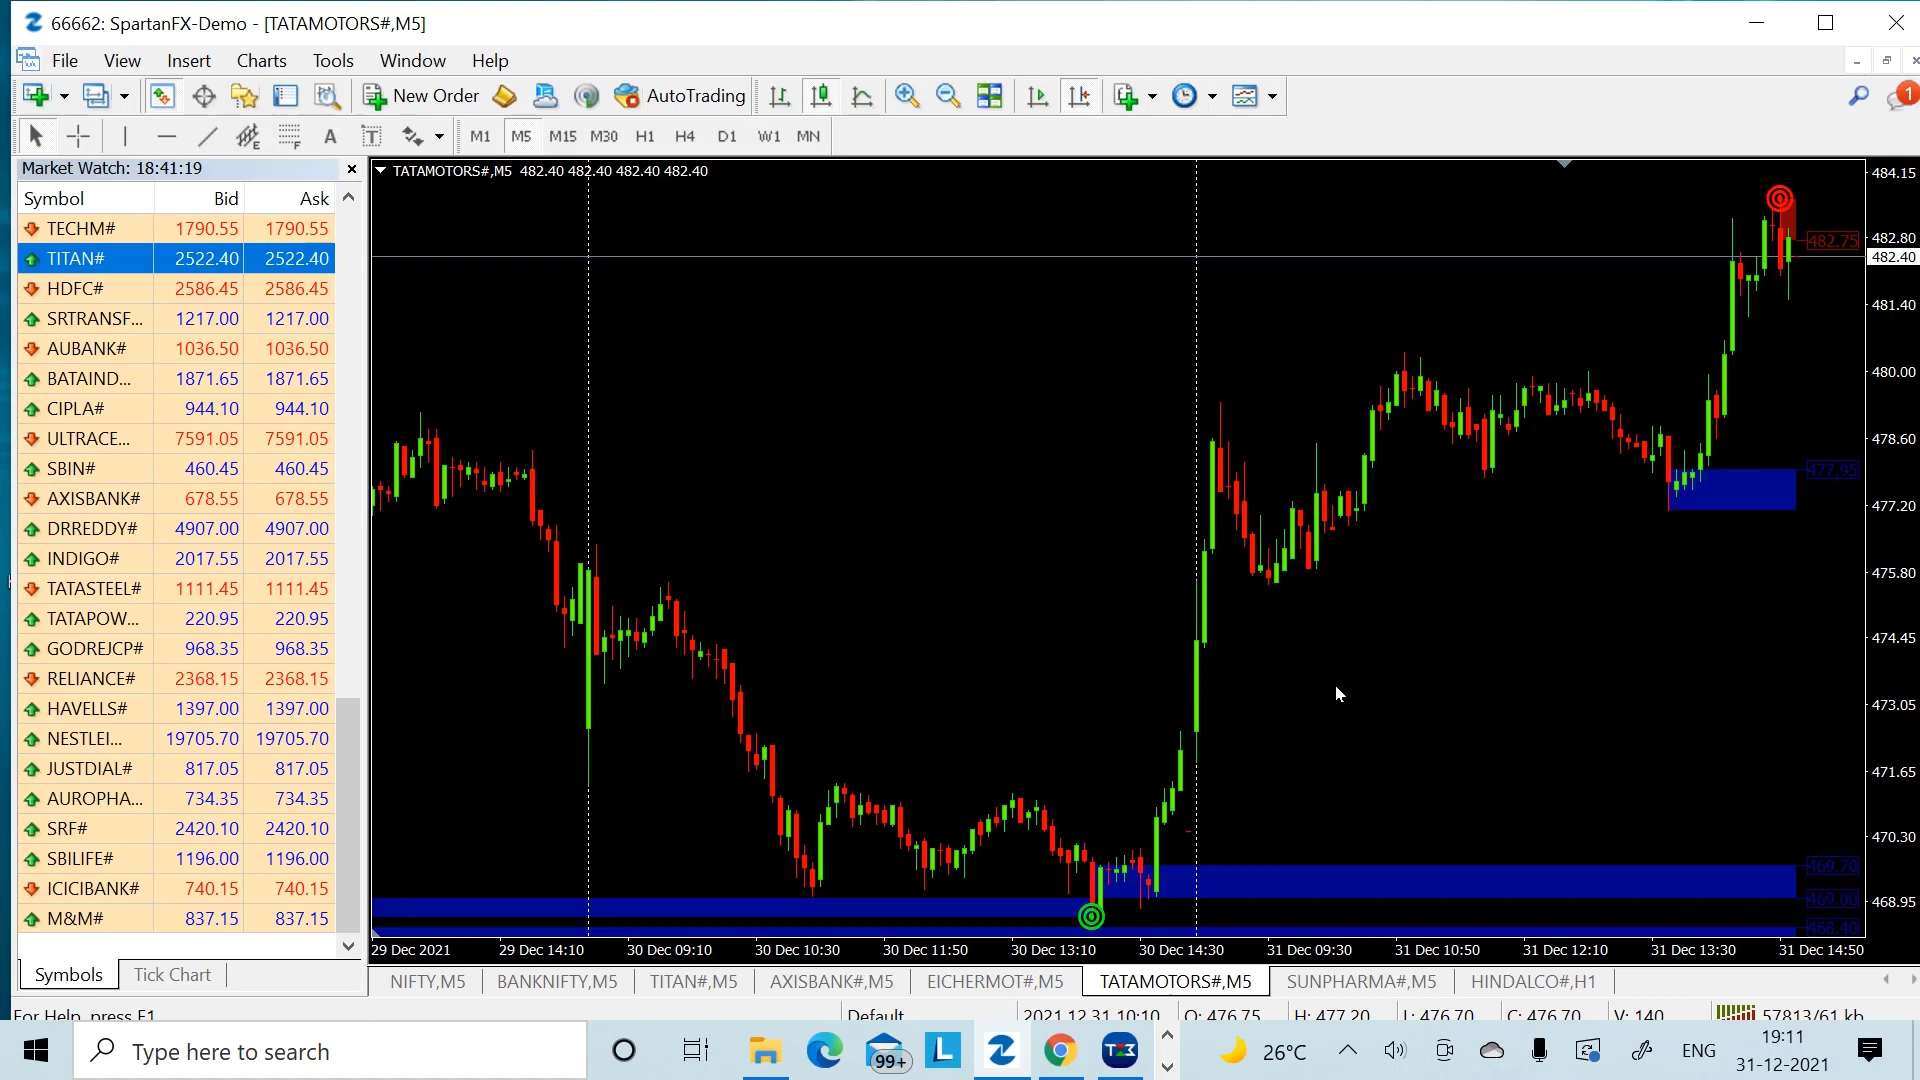 66662: SpartanFX-Demo - [TATAMOTORS#,M5]
File View Insert Charts Tools Window Help
New Order AutoTrading 1
E F A T M1 M5 M15 M30 H1 H4 D1 W1 MN
Market Watch: 18:41:19
Symbol Bid Ask
TECHM# 1790.55 1790.55
TITAN# 2522.40 2522.40
HDFC# 2586.45 2586.45
SRTRANSF... 1217.00 1217.00
AUBANK# 1036.50 1036.50
BATAIND... 1871.65 1871.65
CIPLA# 944.10 944.10
ULTRACE... 7591.05 7591.05
SBIN# 460.45 460.45
AXISBANK# 678.55 678.55
DRREDDY# 4907.00 4907.00
INDIGO# 2017.55 2017.55
TATASTEEL# 1111.45 1111.45
TATAPOW... 220.95 220.95
GODREJCP# 968.35 968.35
RELIANCE# 2368.15 2368.15
HAVELLS# 1397.00 1397.00
NESTLEI... 19705.70 19705.70
JUSTDIAL# 817.05 817.05
AUROPHA... 734.35 734.35
SRF# 2420.10 2420.10
SBILIFE# 1196.00 1196.00
ICICIBANK# 740.15 740.15
M&M# 837.15 837.15
Symbols Tick Chart
TATAMOTORS#,M5 482.40 482.40 482.40 482.40
484.15
482.75
482.80
482.40
481.40
480.00
478.60
477.95
477.20
475.80
474.45
473.05
471.65
470.30
469.70
469.00
468.95
468.40
29 Dec 2021 29 Dec 14:10 30 Dec 09:10 30 Dec 10:30 30 Dec 11:50 30 Dec 13:10 30 Dec 14:30 31 Dec 09:30 31 Dec 10:50 31 Dec 12:10 31 Dec 13:30 31 Dec 14:50
NIFTY,M5 BANKNIFTY,M5 TITAN#,M5 AXISBANK#,M5 EICHERMOT#,M5 TATAMOTORS#,M5 SUNPHARMA#,M5 HINDALCO#,H1
For Help, press F1 Default 2021.12.31 10:10 O: 476.75 H: 477.20 L: 476.70 C: 476.70 V: 140 57813/61 kb
Type here to search 99+ L 26°C ENG 19:11
31-12-2021